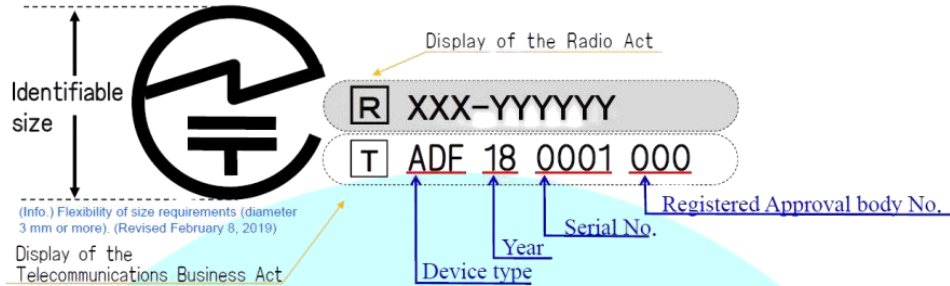 Display of the Radio Act
Identifiable
size
R XXX-YYYYYY
T ADF 18 0001 000
(Info.) Flexibility of size requirements (diameter
3 mm or more). (Revised February 8, 2019)
Registered Approval body No.
Serial No.
Year
Device type
Display of the
Telecommunications Business Act